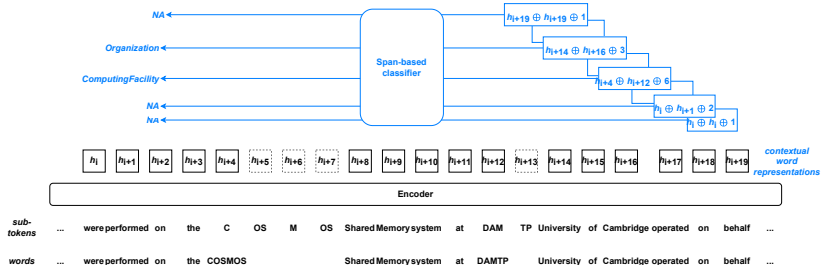 NA
h_{i+19} ⊕ h_{i+19} ⊕ 1
Organization
h_{i+14} ⊕ h_{i+16} ⊕ 3
Span-based
classifier
ComputingFacility
h_{i+4} ⊕ h_{i+12} ⊕ 6
NA
h_i ⊕ h_{i+1} ⊕ 2
NA
h_i ⊕ h_i ⊕ 1
h_i h_{i+1} h_{i+2} h_{i+3} h_{i+4} h_{i+5} h_{i+6} h_{i+7} h_{i+8} h_{i+9} h_{i+10} h_{i+11} h_{i+12} h_{i+13} h_{i+14} h_{i+15} h_{i+16} h_{i+17} h_{i+18} h_{i+19}
contextual
word
representations
Encoder
sub-
tokens ... were performed on the C OS M OS Shared Memory system at DAM TP University of Cambridge operated on behalf ...
words ... were performed on the COSMOS Shared Memory system at DAMTP University of Cambridge operated on behalf ...